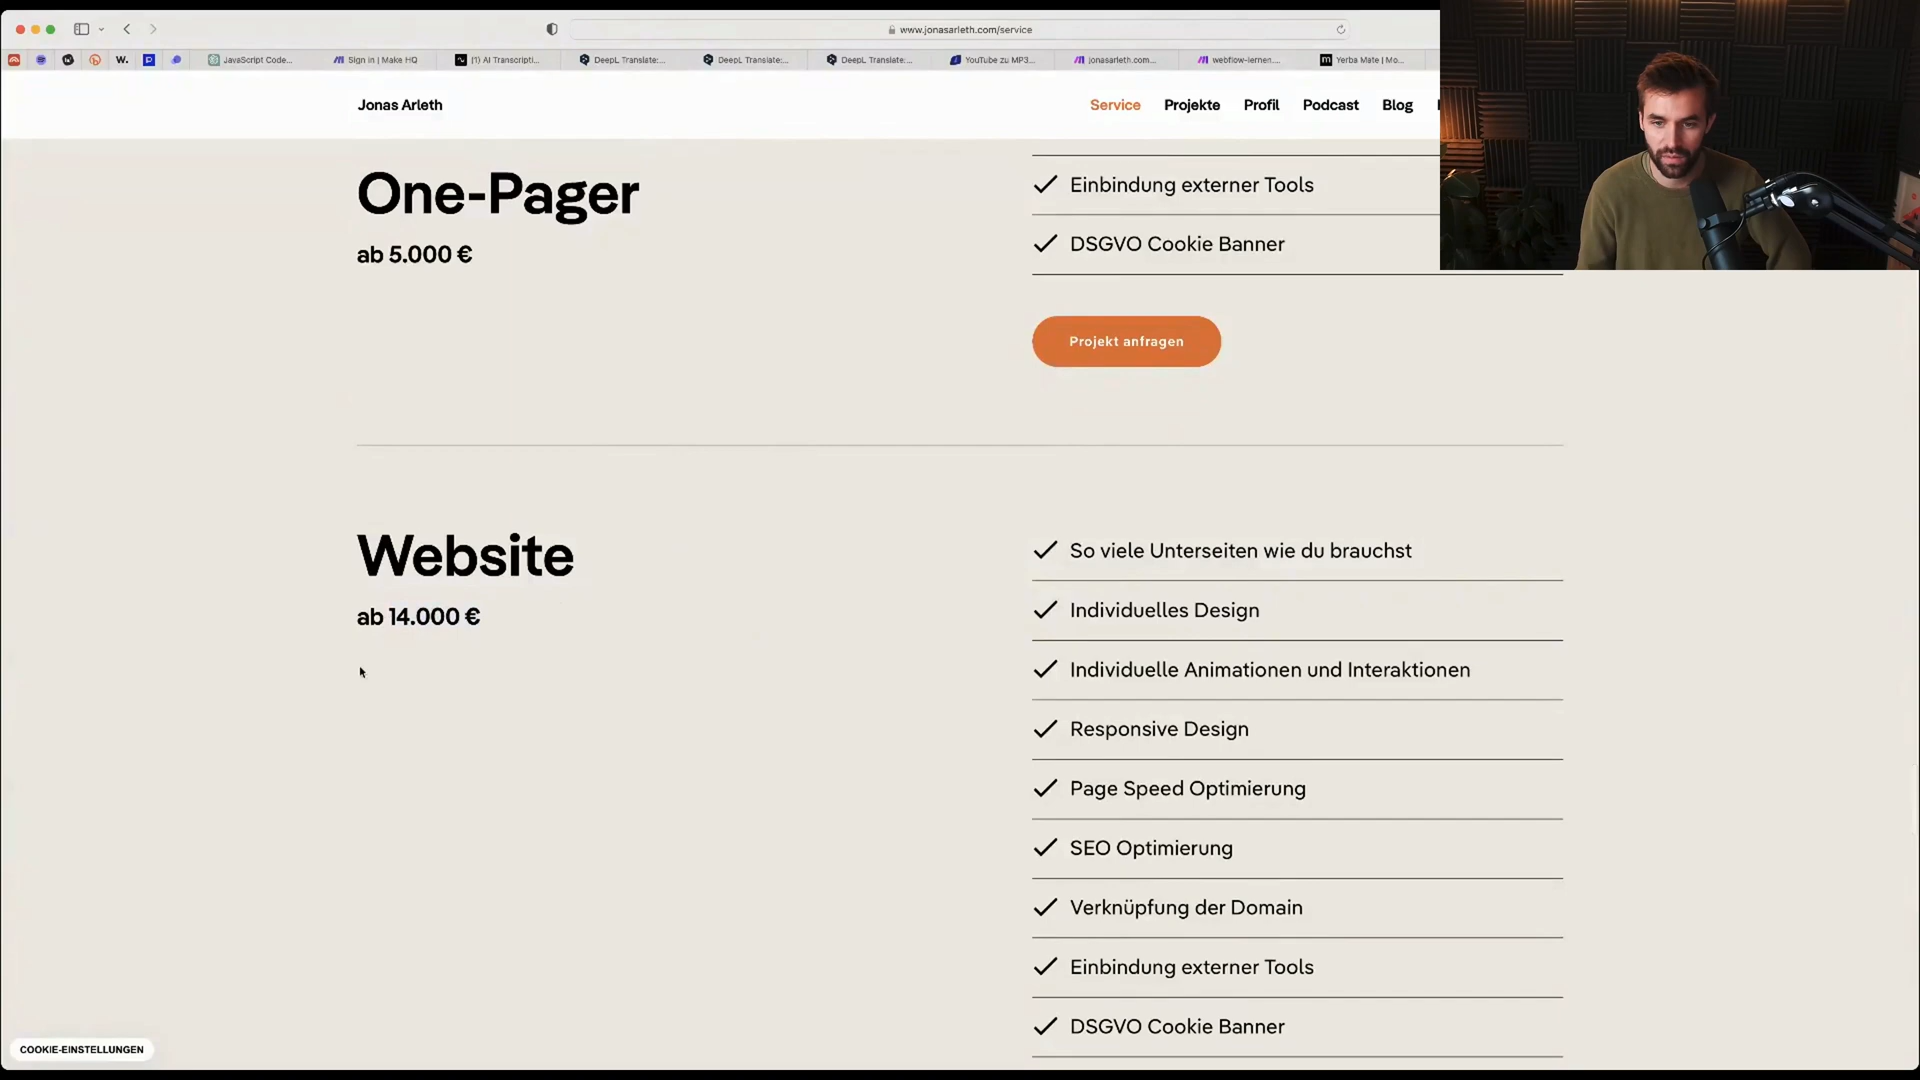 www.jonasarleth.com/service
JavaScript Code...
Sign in | Make HQ
(1) AI Transcripti...
DeepL Translate:...
DeepL Translate:...
DeepL Translate:...
YouTube zu MP3...
jonasarleth.com...
webflow-lernen....
Yerba Mate | Mo...
Jonas Arleth
Service
Projekte
Profil
Podcast
Blog
One-Pager
ab 5.000 €
Einbindung externer Tools
DSGVO Cookie Banner
Projekt anfragen
Website
ab 14.000 €
So viele Unterseiten wie du brauchst
Individuelles Design
Individuelle Animationen und Interaktionen
Responsive Design
Page Speed Optimierung
SEO Optimierung
Verknüpfung der Domain
Einbindung externer Tools
DSGVO Cookie Banner
COOKIE-EINSTELLUNGEN